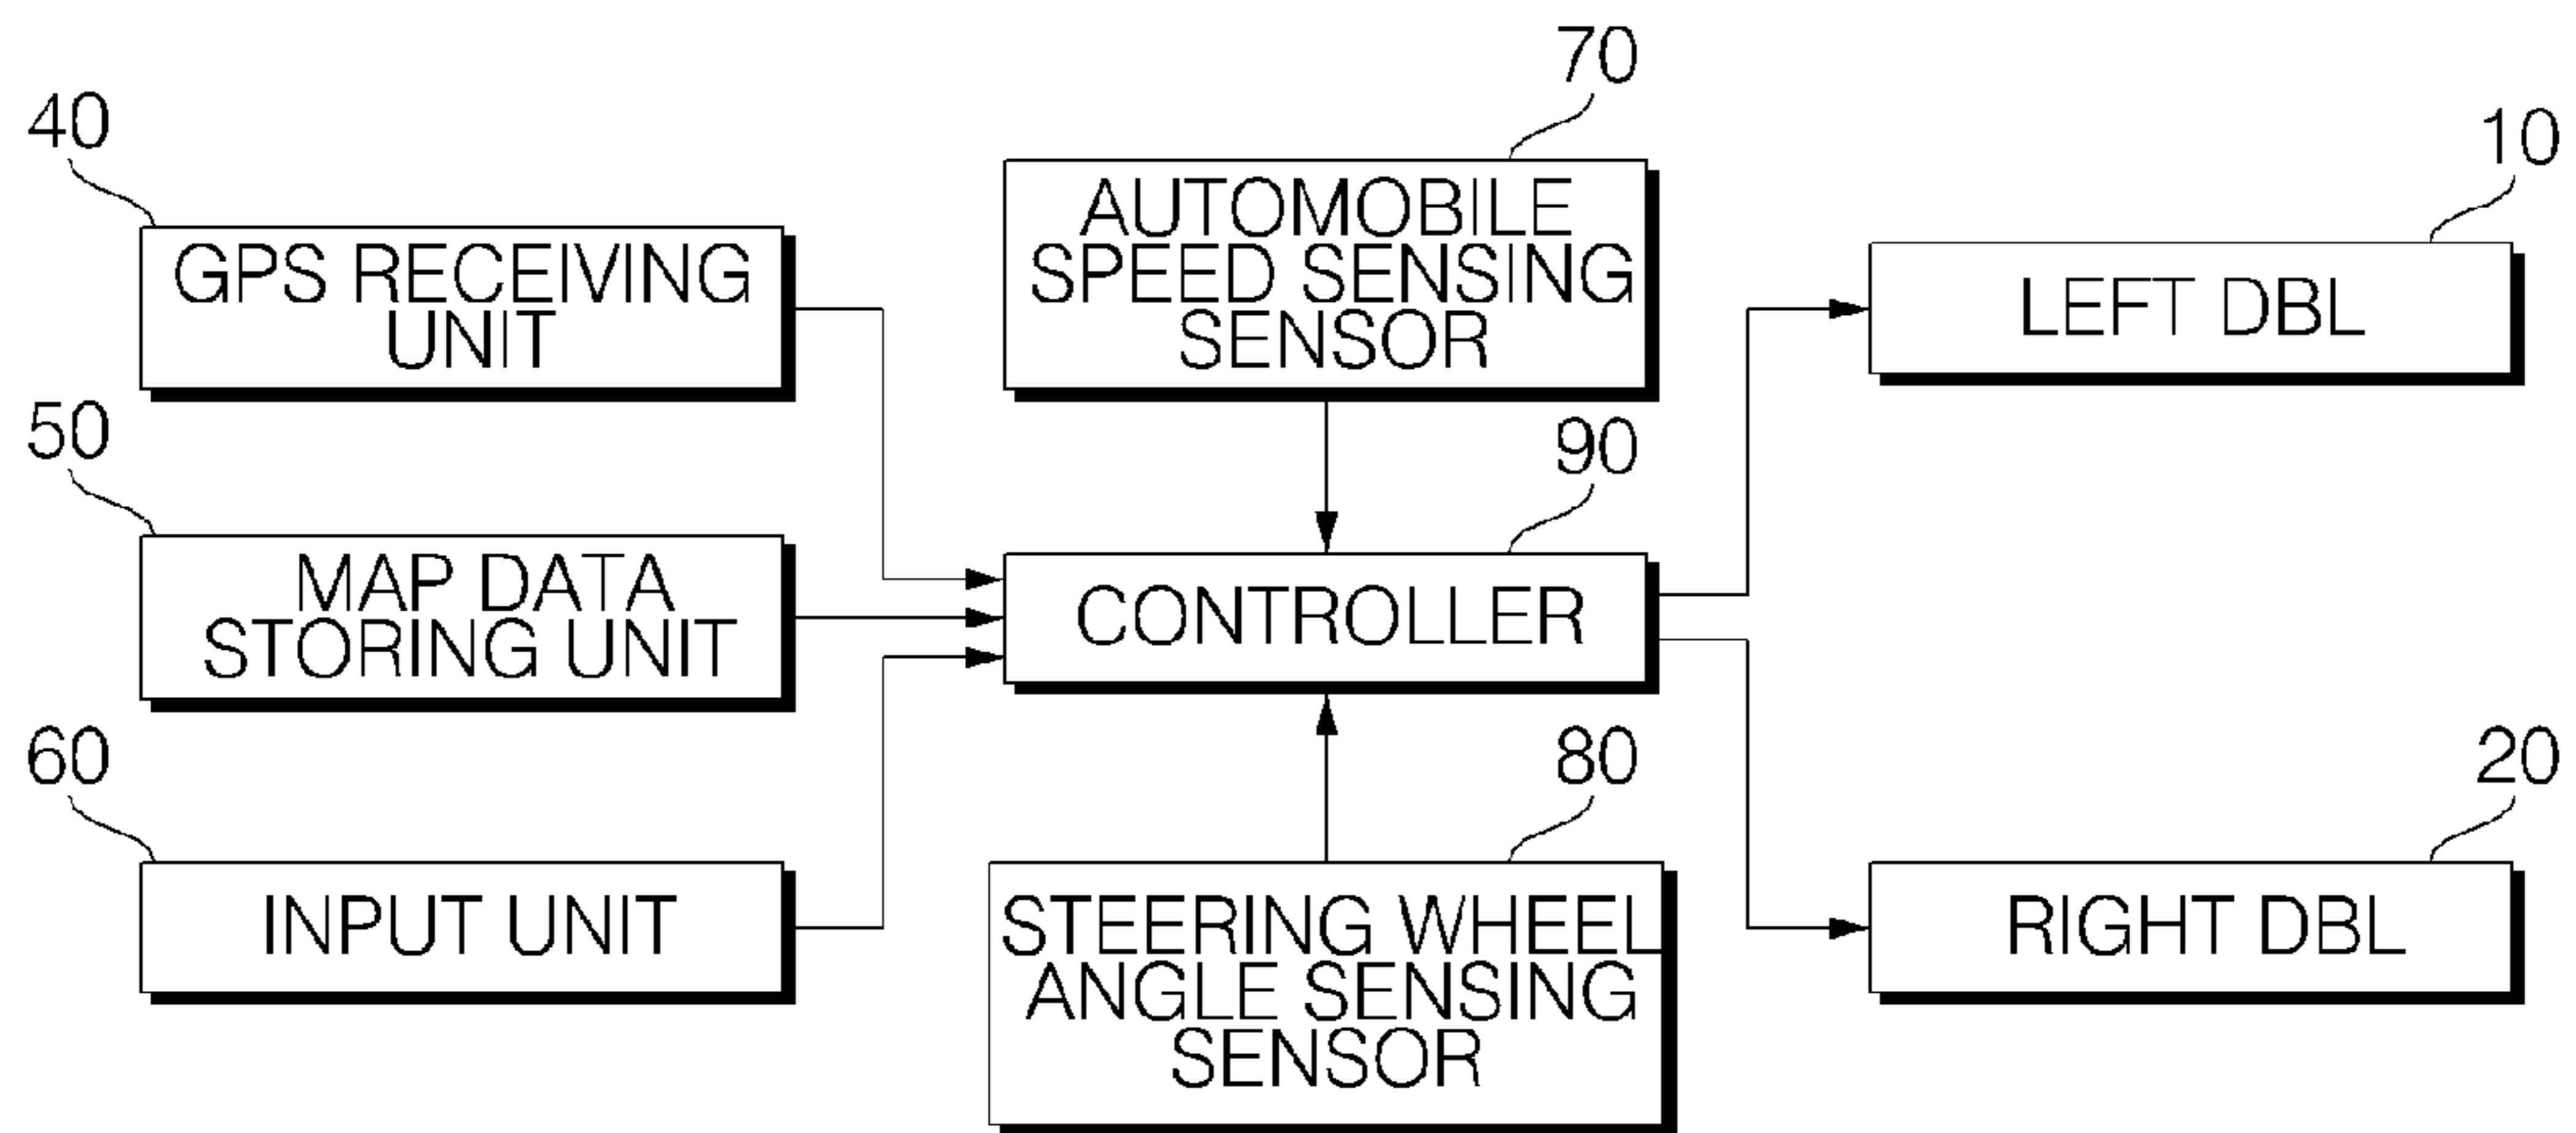 40
GPS RECEIVING
UNIT
50
MAP DATA
STORING UNIT
60
INPUT UNIT
70
AUTOMOBILE
SPEED SENSING
SENSOR
90
CONTROLLER
80
STEERING WHEEL
ANGLE SENSING
SENSOR
10
LEFT DBL
20
RIGHT DBL